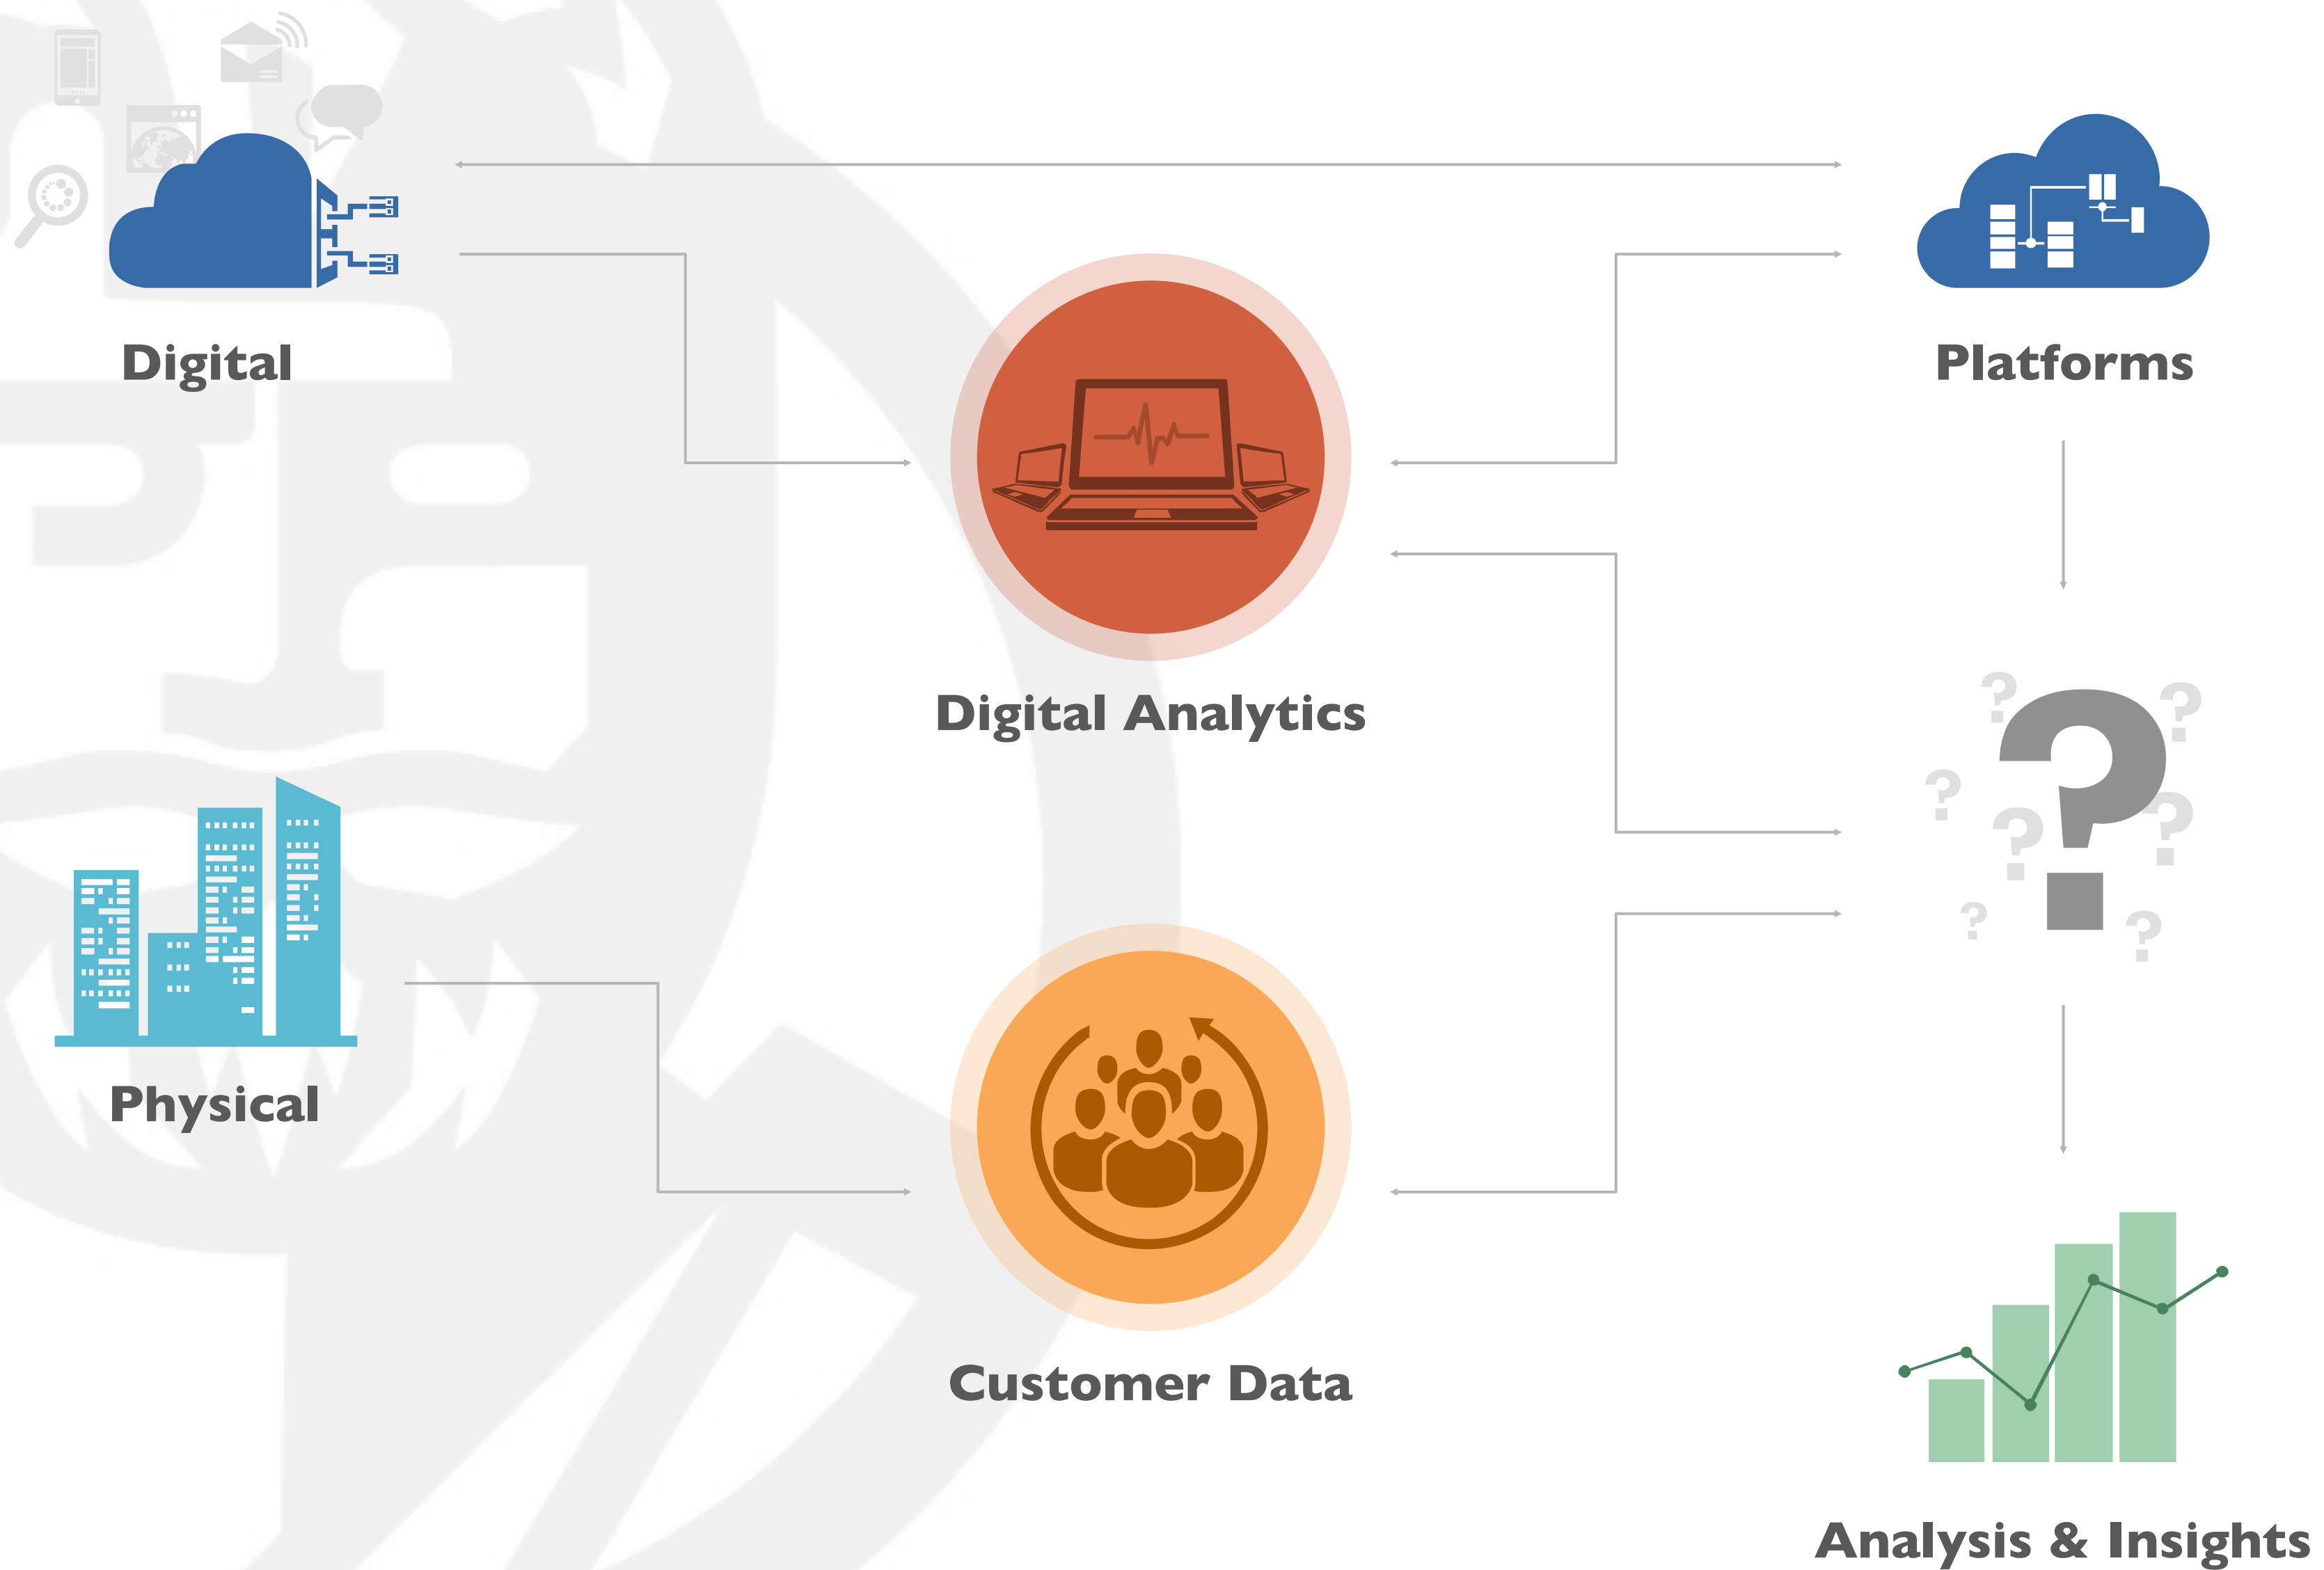 Digital
Platforms
Digital Analytics
?
? ? ? ? ? ? ?
Physical
Customer Data
Analysis & Insights